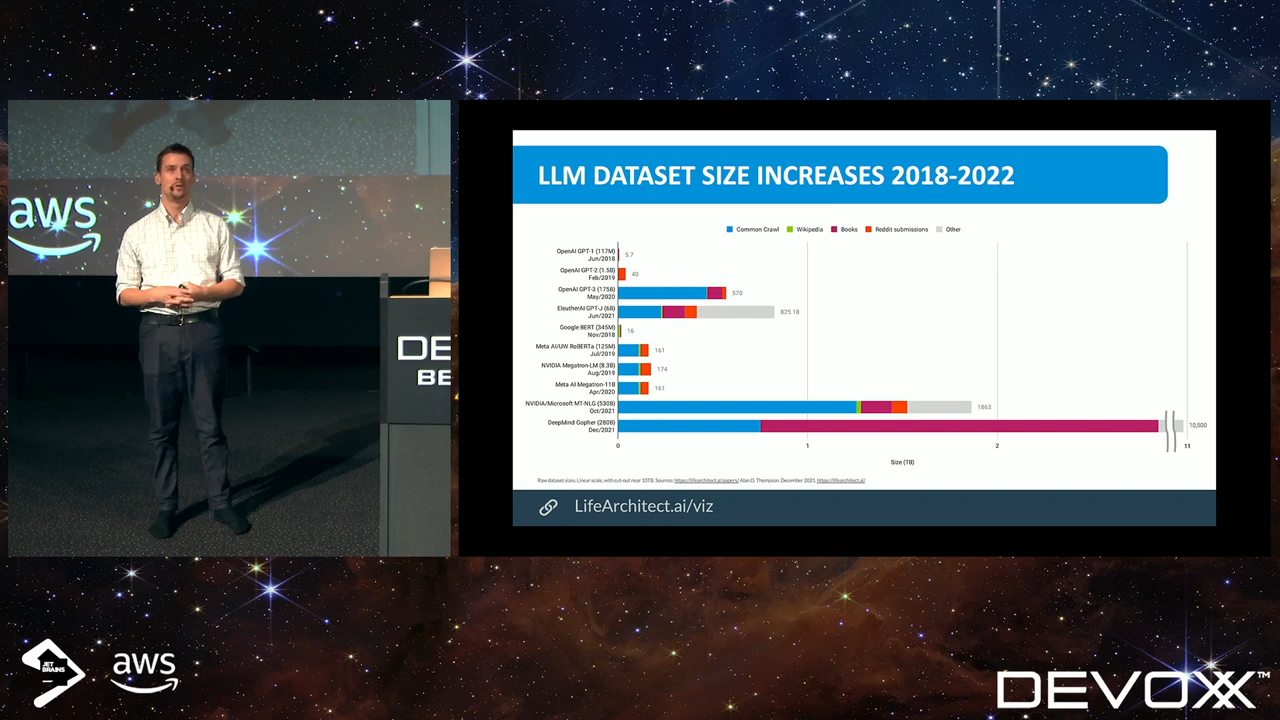 aws
DE
BE
LLM DATASET SIZE INCREASES 2018-2022
Common Crawl Wikipedia Books Reddit submissions Other
OpenAI GPT-1 (117M)
Jun/2018
5.7
OpenAI GPT-2 (1.5B)
Feb/2019
40
OpenAI GPT-3 (175B)
May/2020
570
EleutherAI GPT-J (6B)
Jun/2021
825.18
Google BERT (345M)
Nov/2018
16
Meta AI/UW RoBERTa (125M)
Jul/2019
161
NVIDIA Megatron-LM (8.3B)
Aug/2019
174
Meta AI Megatron-11B
Apr/2020
161
NVIDIA/Microsoft MT-NLG (530B)
Oct/2021
1863
DeepMind Gopher (280B)
Dec/2021
10,500
0 1 2 11
Size (TB)
Raw dataset sizes. Linear scale, with cut-out near 10TB. Sources: https://lifearchitect.ai/papers/ Alan D. Thompson. December 2021. https://lifearchitect.ai/
LifeArchitect.ai/viz
JET
BRAINS
aws
DEVOXX™